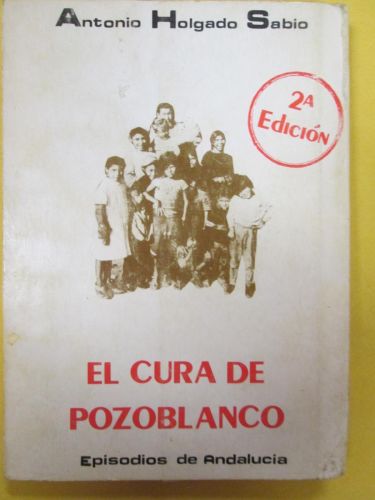 Antonio Holgado Sabio
2ª
Edición
EL CURA DE
POZOBLANCO
Episodios de Andalucia